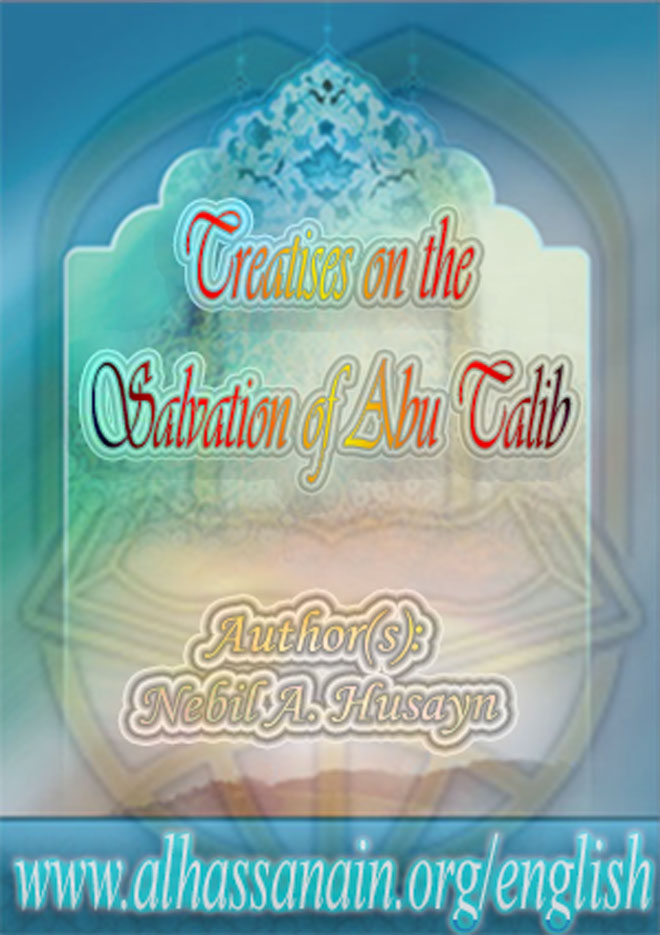 Treatises on the
Salvation of Abu Talib
Author(s):
Nebil A. Husayn
www.alhassanain.org/english